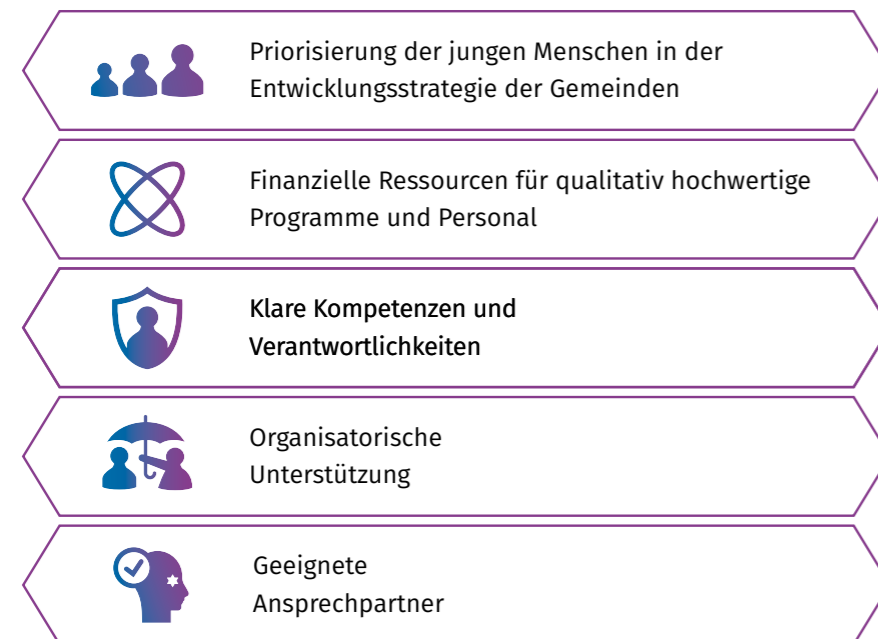 Priorisierung der jungen Menschen in der
Entwicklungsstrategie der Gemeinden
Finanzielle Ressourcen für qualitativ hochwertige
Programme und Personal
Klare Kompetenzen und
Verantwortlichkeiten
Organisatorische
Unterstützung
Geeignete
Ansprechpartner